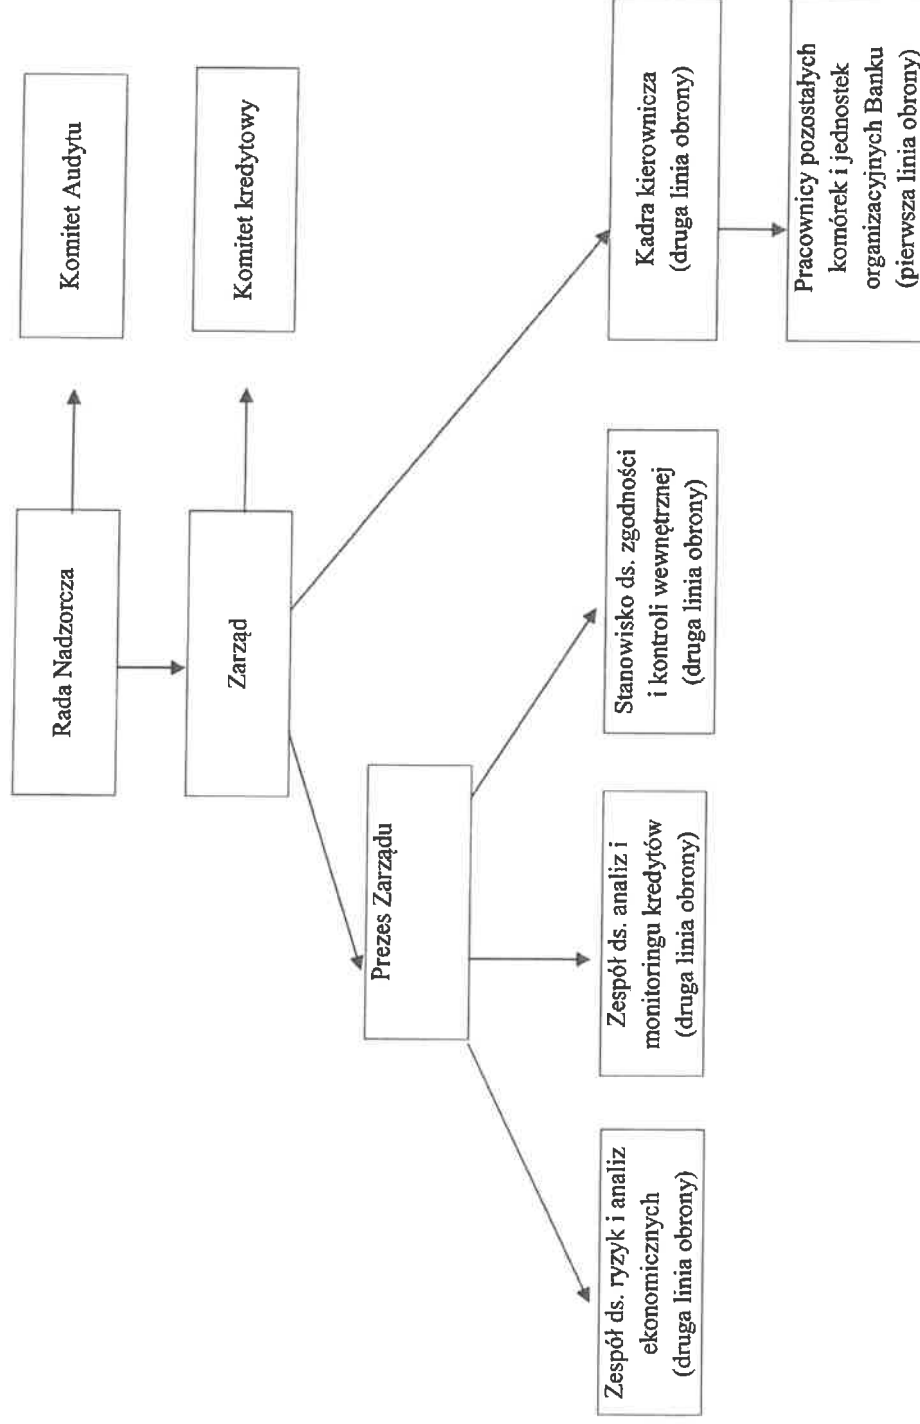 Rada Nadzorcza
Komitet Audytu
Zarząd
Komitet kredytowy
Prezes Zarządu
Zespół ds. ryzyk i analiz
ekonomicznych
(druga linia obrony)
Zespół ds. analiz i
monitoringu kredytów
(druga linia obrony)
Stanowisko ds. zgodności
i kontroli wewnętrznej
(druga linia obrony)
Kadra kierownicza
(druga linia obrony)
Pracownicy pozostałych
komórek i jednostek
organizacyjnych Banku
(pierwsza linia obrony)